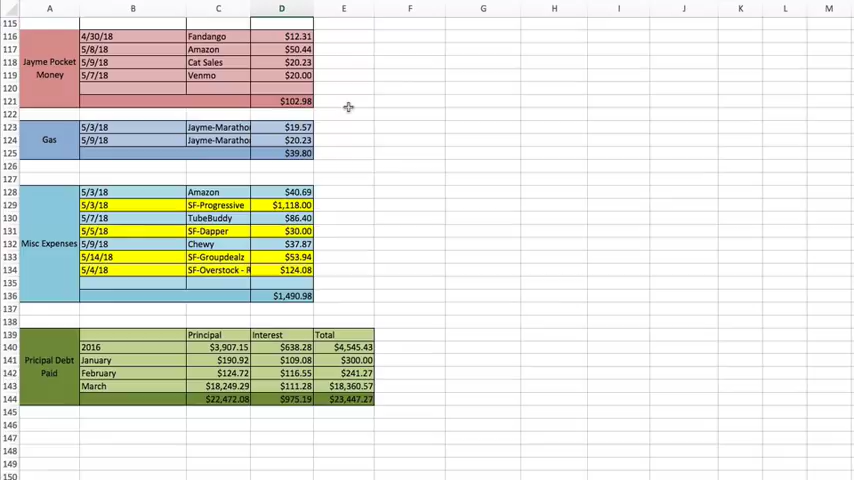 A B C D E F G H I J K L M
115
116 4/30/18 Fandango $12.31
117 5/8/18 Amazon $50.44
118 Jayme Pocket 5/9/18 Cat Sales $20.23
119 Money 5/7/18 Venmo $20.00
120
121 $102.98
122
123 5/3/18 Jayme-Maratho $19.57
124 Gas 5/9/18 Jayme-Maratho $20.23
125 $39.80
126
127
128 5/3/18 Amazon $40.69
129 5/3/18 SF-Progressive $1,118.00
130 5/7/18 TubeBuddy $86.40
131 5/5/18 SF-Dapper $30.00
132 Misc Expenses 5/9/18 Chewy $37.87
133 5/14/18 SF-Groupdealz $53.94
134 5/4/18 SF-Overstock - R $124.08
135
136 $1,490.98
137
138
139 Principal Interest Total
140 2016 $3,907.15 $638.28 $4,545.43
141 Pricipal Debt January $190.92 $109.08 $300.00
142 Paid February $124.72 $116.55 $241.27
143 March $18,249.29 $111.28 $18,360.57
144 $22,472.08 $975.19 $23,447.27
145
146
147
148
149
150